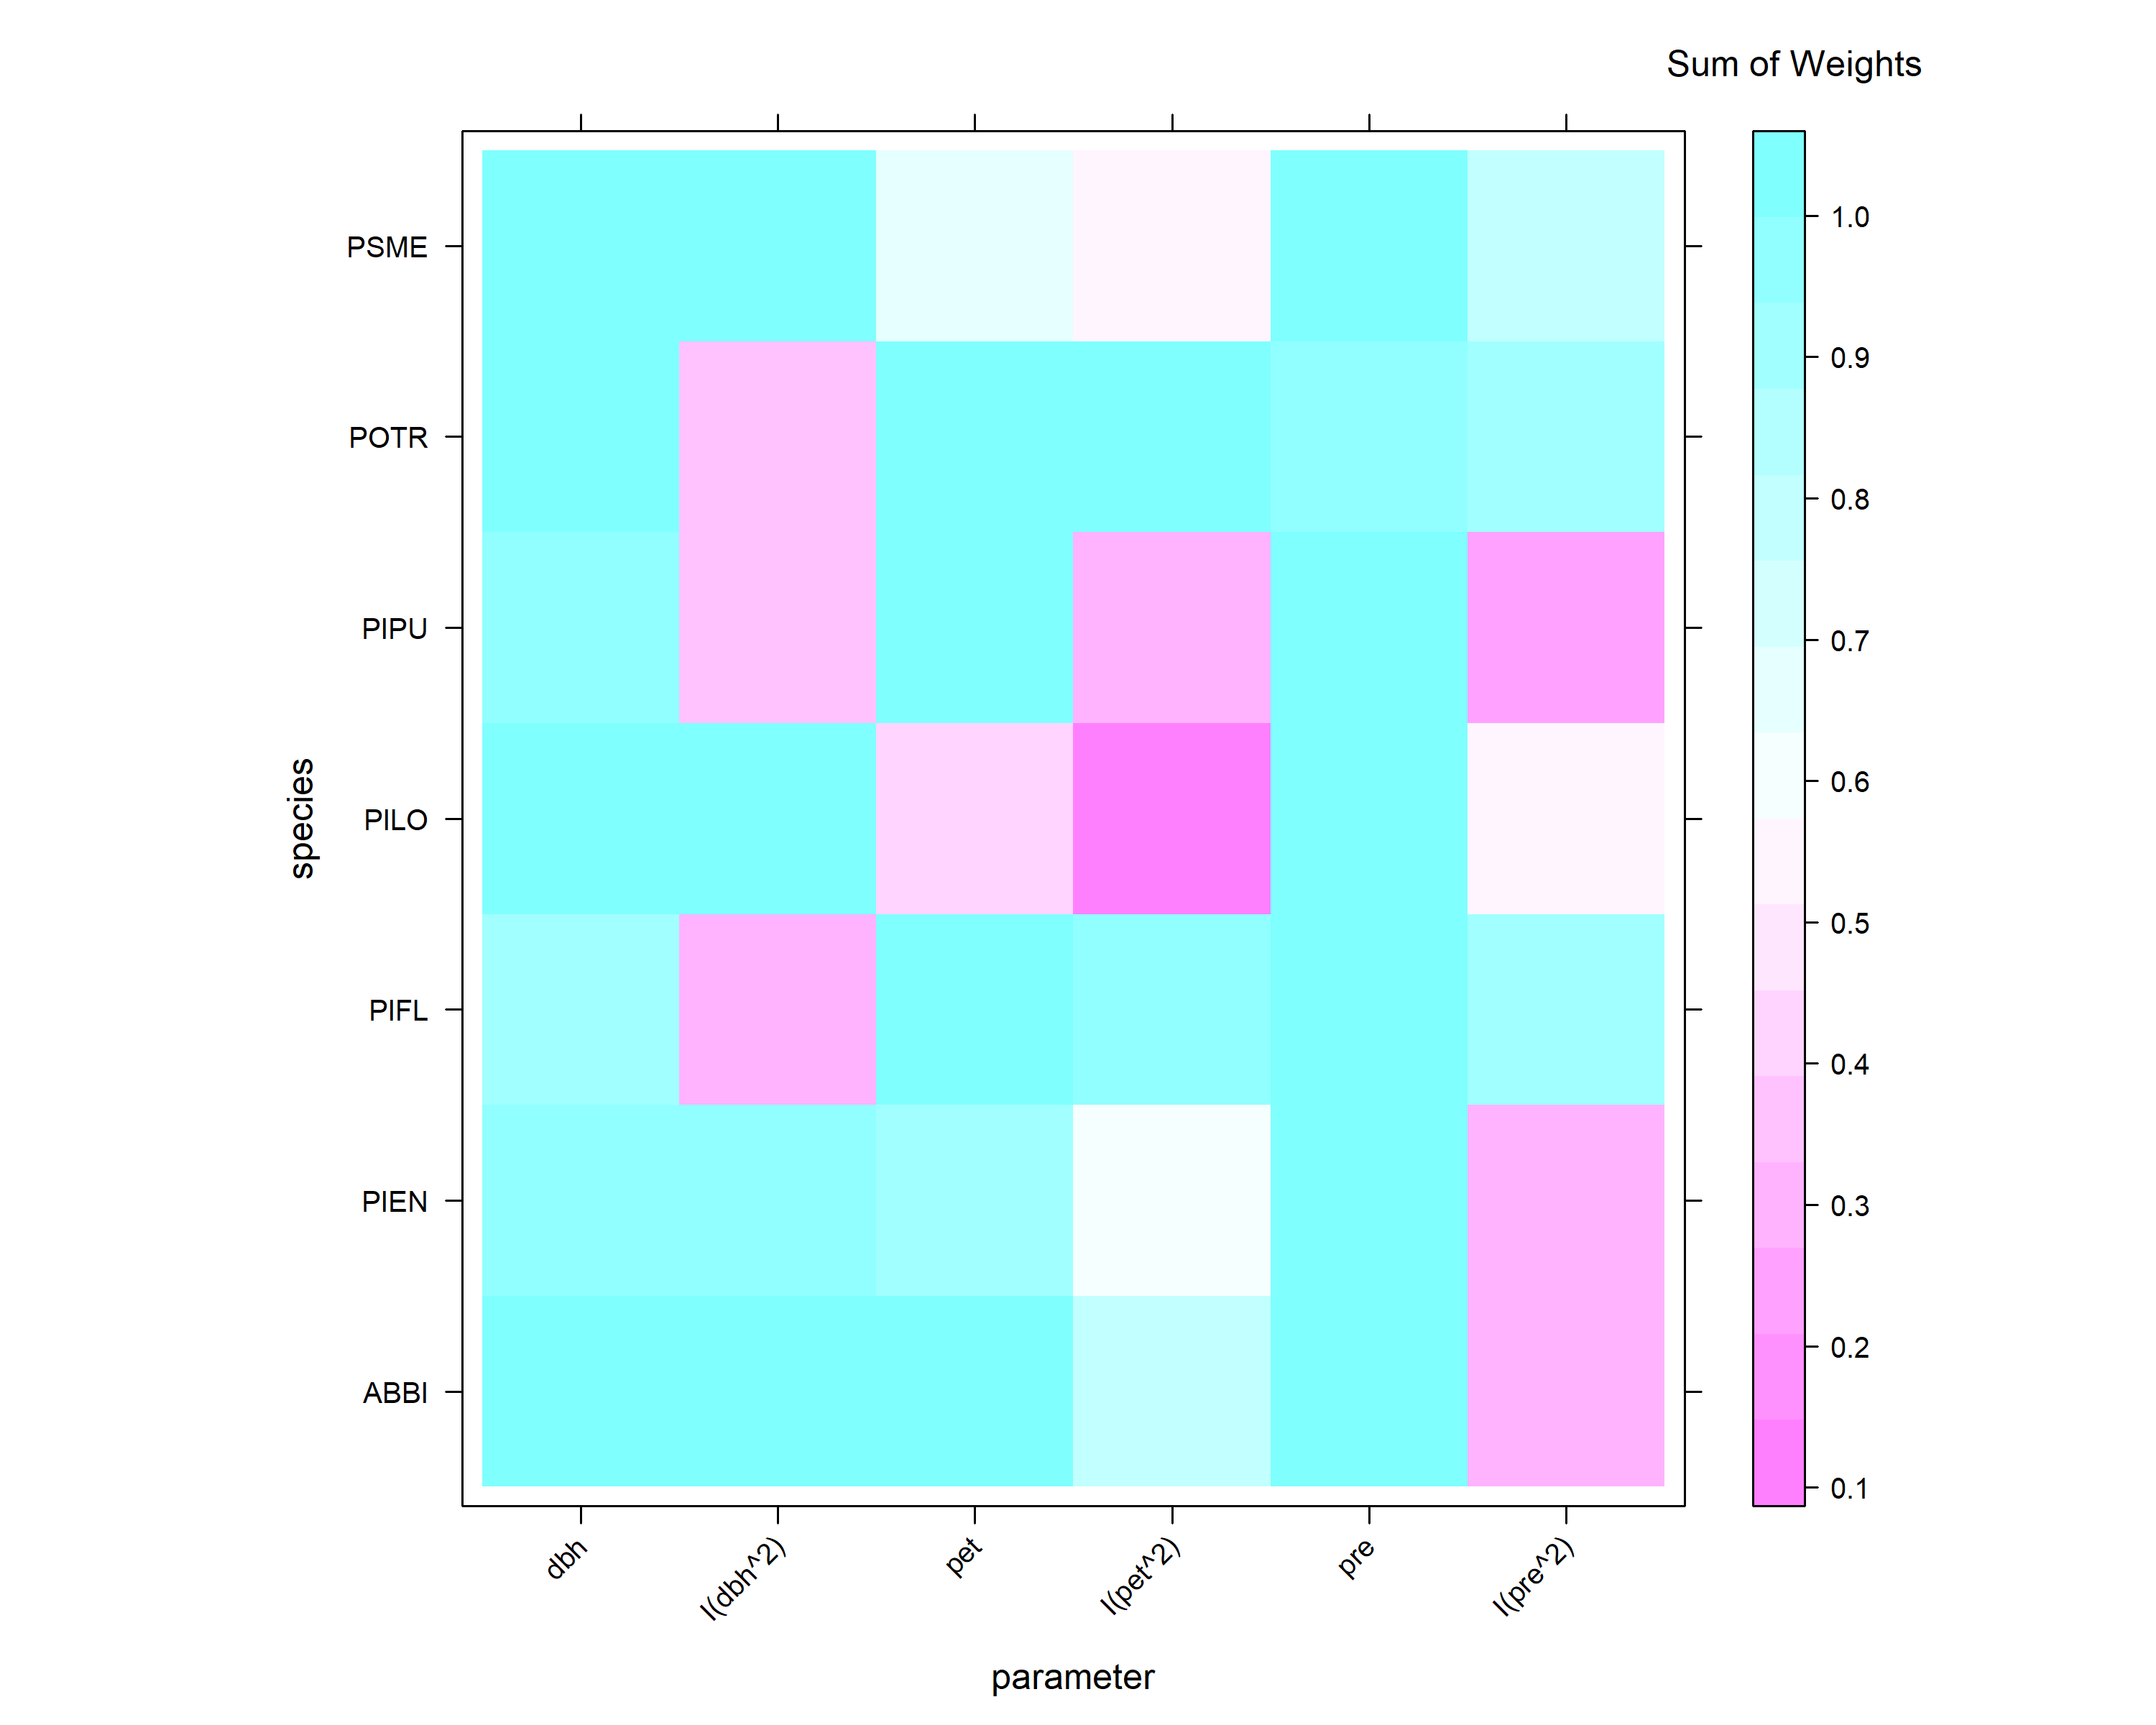 Sum of Weights
PSME
POTR
PIPU
PILO
PIFL
PIEN
ABBI
species
dbh
I(dbh^2)
pet
I(pet^2)
pre
I(pre^2)
parameter
1.0
0.9
0.8
0.7
0.6
0.5
0.4
0.3
0.2
0.1